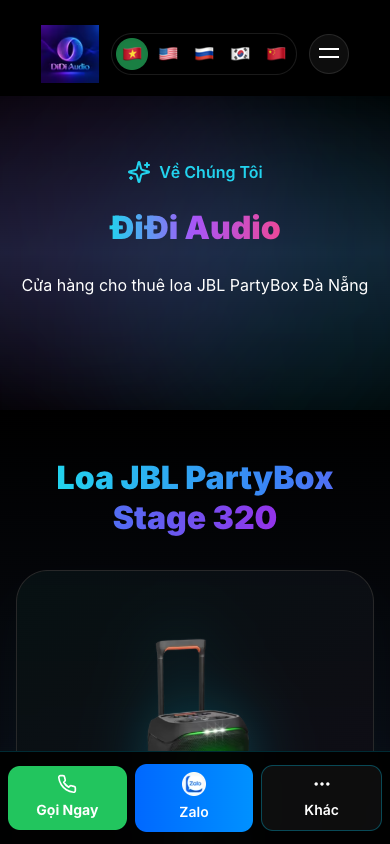 DiDi Audio
Về Chúng Tôi
ĐiĐi Audio
Cửa hàng cho thuê loa JBL PartyBox Đà Nẵng
Loa JBL PartyBox
Stage 320
Gọi Ngay
Zalo
Zalo
Khác